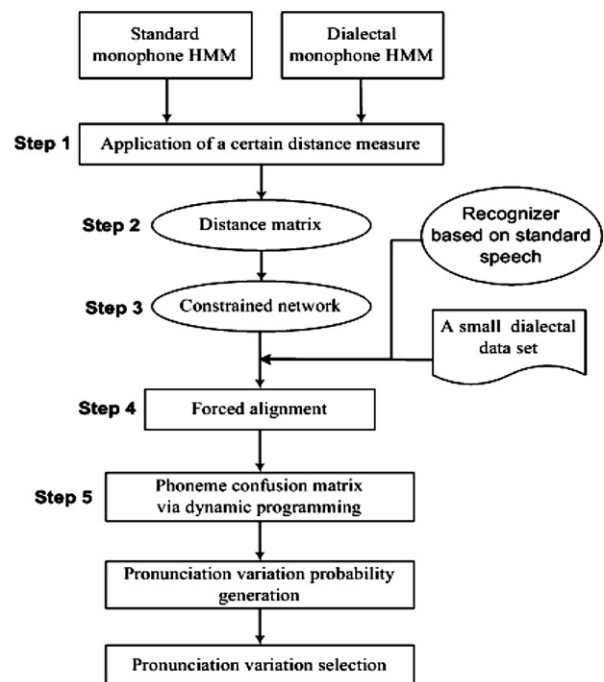 Standard
monophone HMM
Dialectal
monophone HMM
Step 1
Application of a certain distance measure
Step 2
Distance matrix
Recognizer
based on standard
speech
Step 3
Constrained network
A small dialectal
data set
Step 4
Forced alignment
Step 5
Phoneme confusion matrix
via dynamic programming
Pronunciation variation probability
generation
Pronunciation variation selection